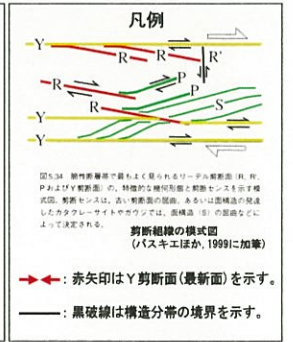 凡例
Y
R
R
R'
R
P
P
R
S
Y
Y
図5.34 脆性断層帯で最もよく見られるリーデル剪断面（R, R',
PおよびY剪断面）の, 特徴的な幾何形態と剪断センスを示す模
式図. 剪断センスは, 古い剪断面の屈曲, あるいは面構造の発達
したカタクレーサイトやガウジでは, 面構造（S）の屈曲などに
よって決定される.
剪断組織の模式図
(パスキエほか, 1999に加筆)
：赤矢印はＹ剪断面(最新面)を示す。
：黒破線は構造分帯の境界を示す。